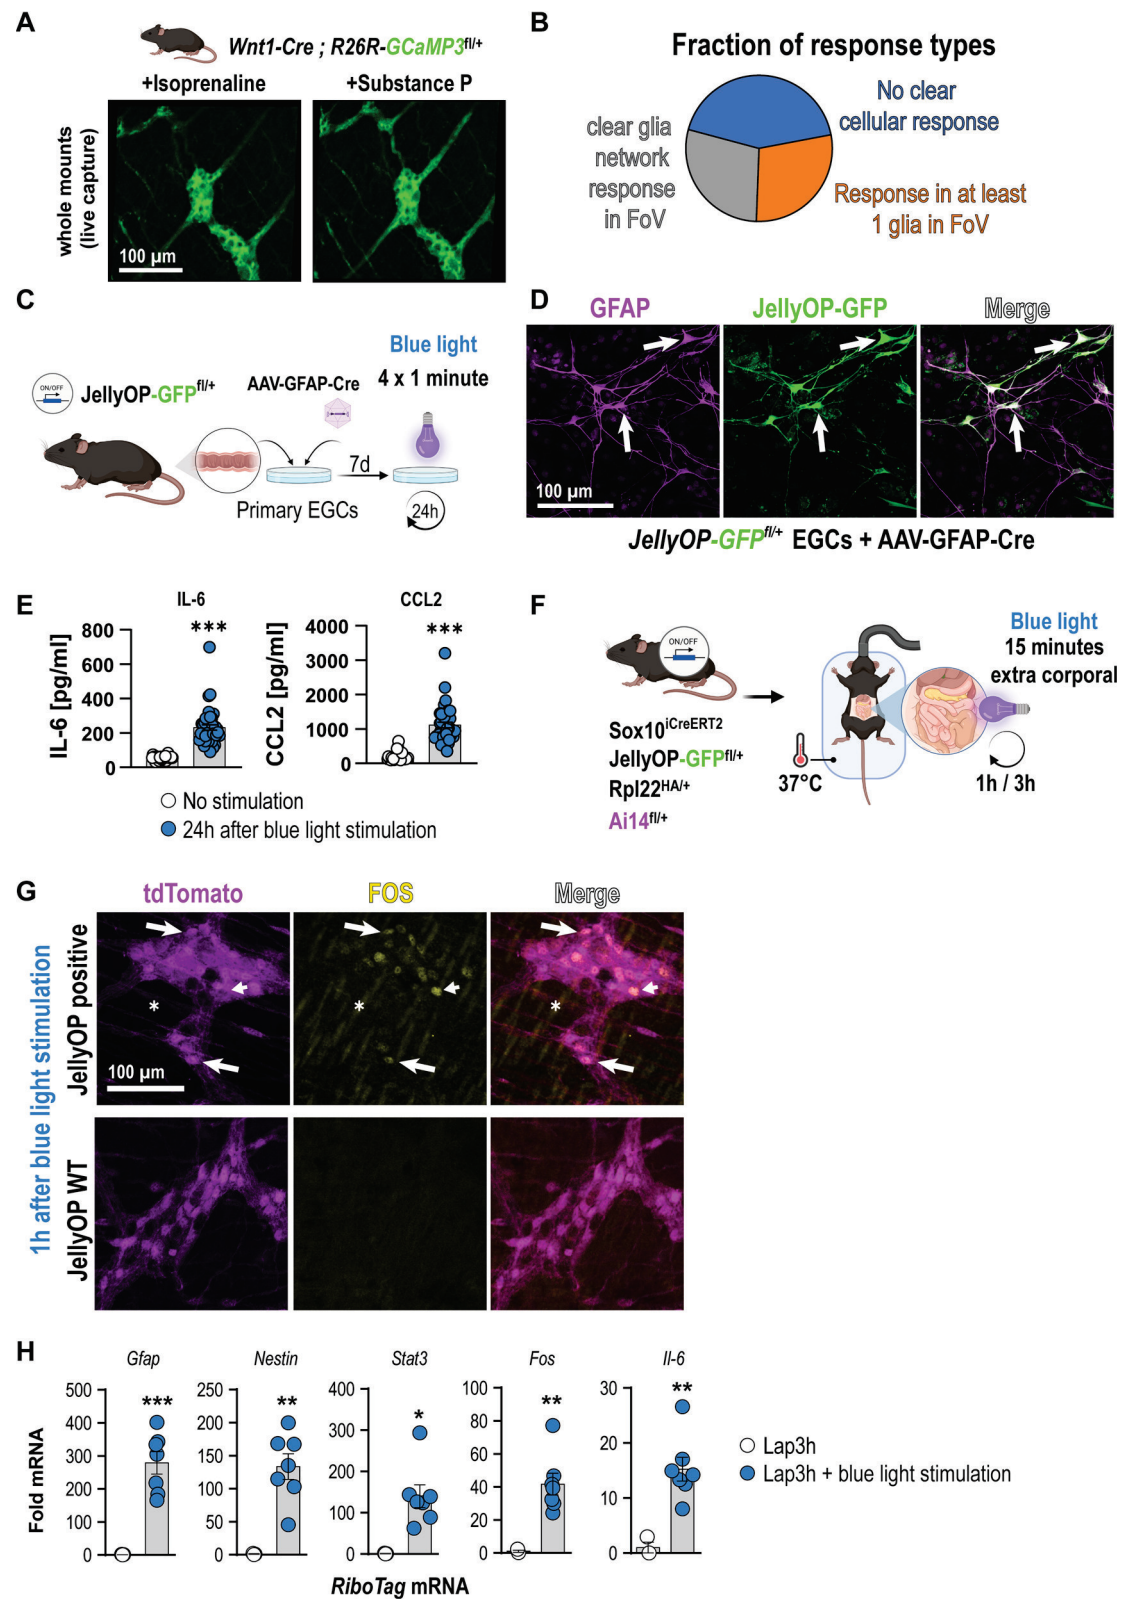 A
Wnt1-Cre ; R26R-GCaMP3fl/+
+Isoprenaline
+Substance P
whole mounts
(live capture)
100 µm
B
Fraction of response types
No clear
cellular response
clear glia
network
response
in FoV
Response in at least
1 glia in FoV
C
Blue light
4 x 1 minute
ON/OFF
JellyOP-GFPfl/+
AAV-GFAP-Cre
7d
Primary EGCs
24h
D
GFAP
JellyOP-GFP
Merge
100 µm
JellyOP-GFPfl/+ EGCs + AAV-GFAP-Cre
E
IL-6
***
IL-6 [pg/ml]
800
600
400
200
0
CCL2
***
CCL2 [pg/ml]
4000
3000
2000
1000
0
No stimulation
24h after blue light stimulation
F
ON/OFF
Sox10iCreERT2
JellyOP-GFPfl/+
Rpl22HA/+
Ai14fl/+
37°C
Blue light
15 minutes
extra corporal
1h / 3h
G
tdTomato
FOS
Merge
1h after blue light stimulation
JellyOP positive
*
*
*
100 µm
JellyOP WT
H
Gfap
***
Fold mRNA
500
400
300
200
100
0
Nestin
**
250
200
150
100
50
0
Stat3
*
400
300
200
100
0
Fos
**
100
80
60
40
20
0
Il-6
**
30
20
10
0
Lap3h
Lap3h + blue light stimulation
RiboTag mRNA